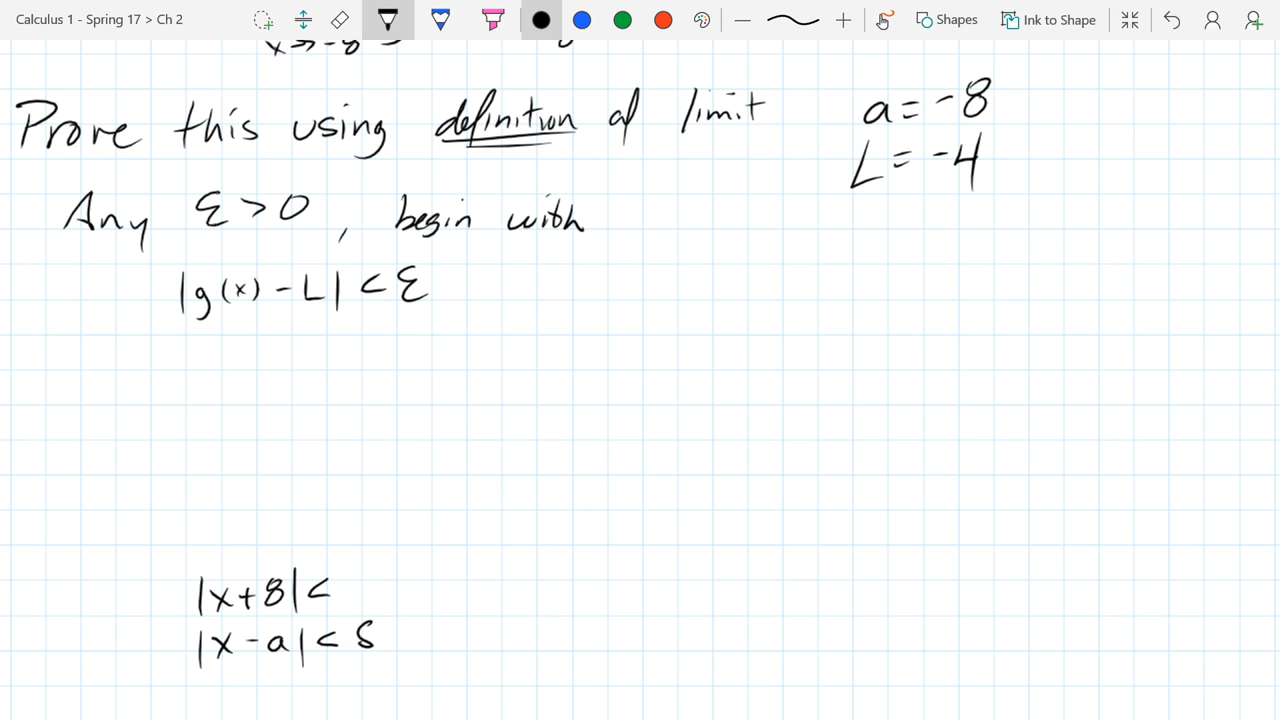 Calculus 1 - Spring 17 > Ch 2
Shapes
Ink to Shape
x → -8
Prove this using definition of limit
a = -8
L = -4
Any ε > 0 , begin with
|g(x) - L| < ε
|x + 8| <
|x - a| < δ